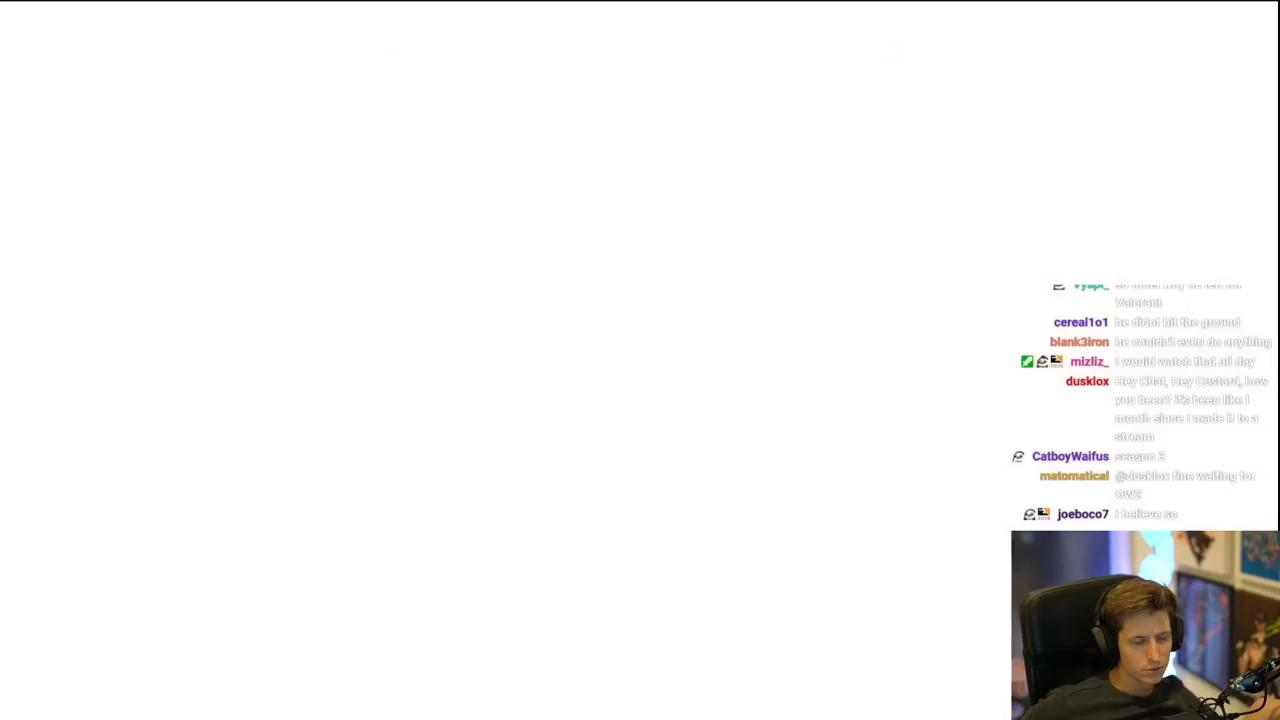 Vyapi_
Valorant
cereal1o1 he didnt hit the ground
blank3iron he couldn't even do anything
mizliz_ I would watch that all day
dusklox Hey Chat, Hey Custard, how
you been? it's been like 1
month since I made it to a
stream
CatboyWaifus season 3
matomatical @dusklox fine waiting for
OW2
joeboco7 i believe so